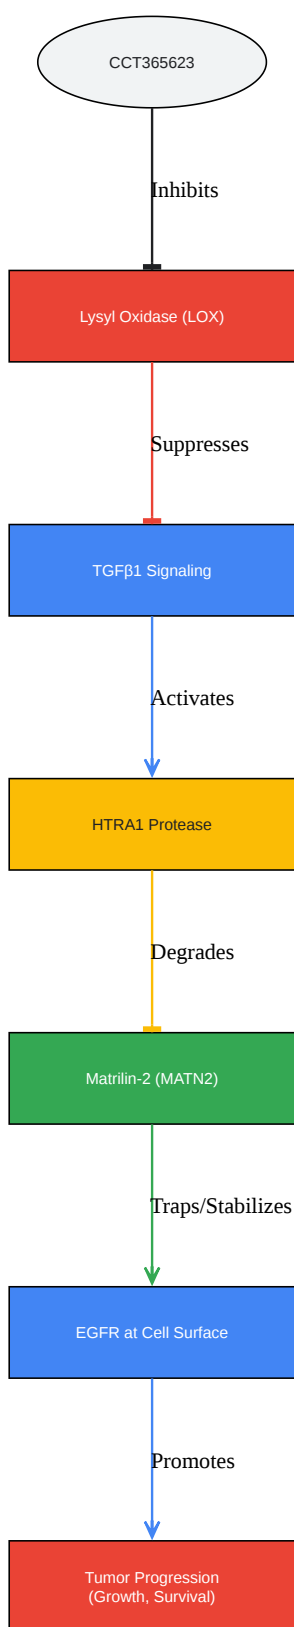 CCT365623
Inhibits
Lysyl Oxidase (LOX)
Suppresses
TGFβ1 Signaling
Activates
HTRA1 Protease
Degrades
Matrilin-2 (MATN2)
Traps/Stabilizes
EGFR at Cell Surface
Promotes
Tumor Progression
(Growth, Survival)